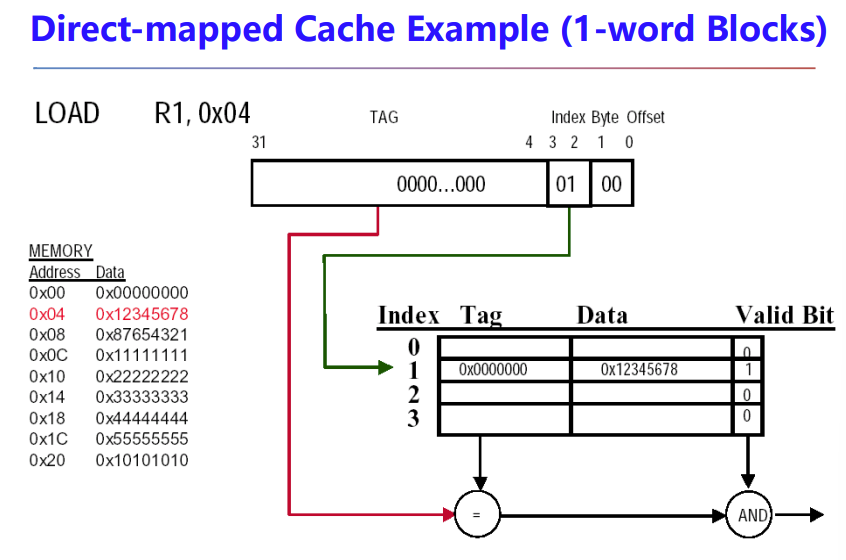 Direct-mapped Cache Example (1-word Blocks)
LOAD R1, 0x04
TAG Index Byte Offset
31 4 3 2 1 0
0000...000 01 00
MEMORY
Address Data
0x00 0x00000000
0x04 0x12345678
0x08 0x87654321
0x0C 0x11111111
0x10 0x22222222
0x14 0x33333333
0x18 0x44444444
0x1C 0x55555555
0x20 0x10101010
Index Tag Data Valid Bit
0 0
1 0x0000000 0x12345678 1
2 0
3 0
= AND